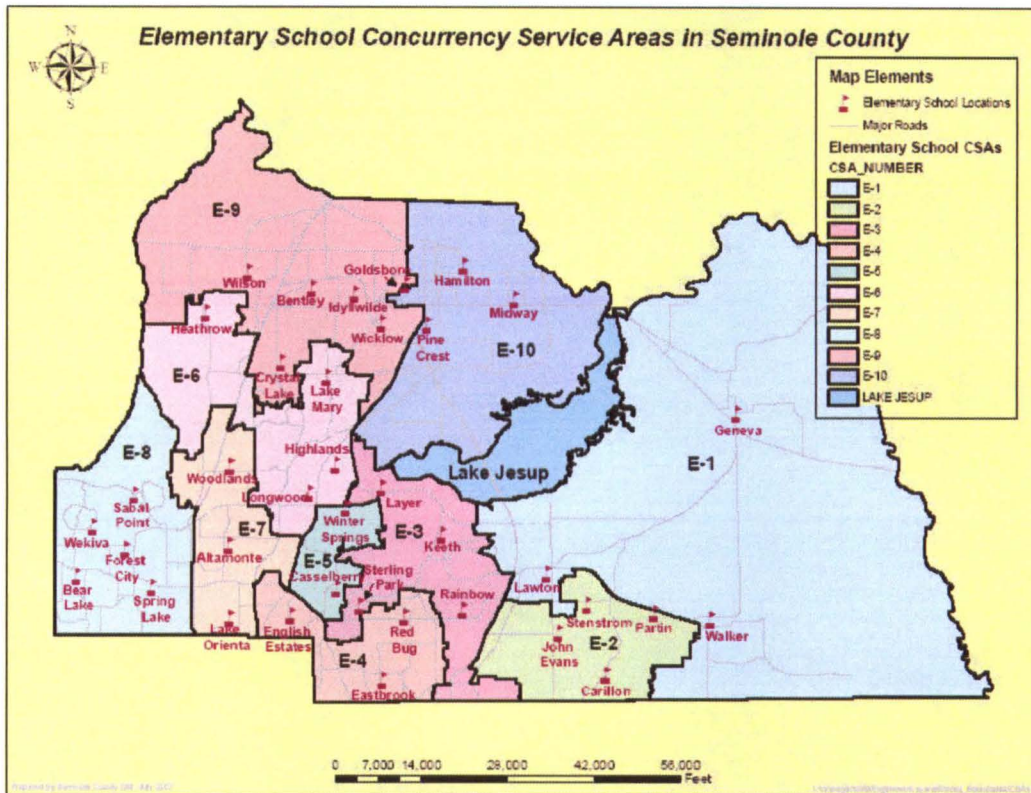 Elementary School Concurrency Service Areas in Seminole County
N
W E
S
Map Elements
Elementary School Locations
Major Roads
Elementary School CSAs
CSA_NUMBER
E-1
E-2
E-3
E-4
E-5
E-6
E-7
E-8
E-9
E-10
LAKE JESUP
E-9
Goldsboro
Hamilton
Wilson
Bentley
Idyllwilde
Midway
Heathrow
Wicklow
Pine
Crest
E-10
E-6
Crystal
Lake
Lake
Mary
Geneva
E-8
Highlands
E-1
Woodlands
Lake Jesup
Sabal
Point
Longwood
Layer
Winter
Springs
E-3
E-7
Wekiva
Forest
City
Altamonte
Keeth
E-5
Sterling
Park
Casselberry
Bear
Lake
Spring
Lake
Rainbow
Lawton
Lake
Orienta
English
Estates
Red
Bug
Stenstrom
Partin
Walker
John
Evans
E-2
E-4
Eastbrook
Carillon
0 7,000 14,000 28,000 42,000 56,000
Feet